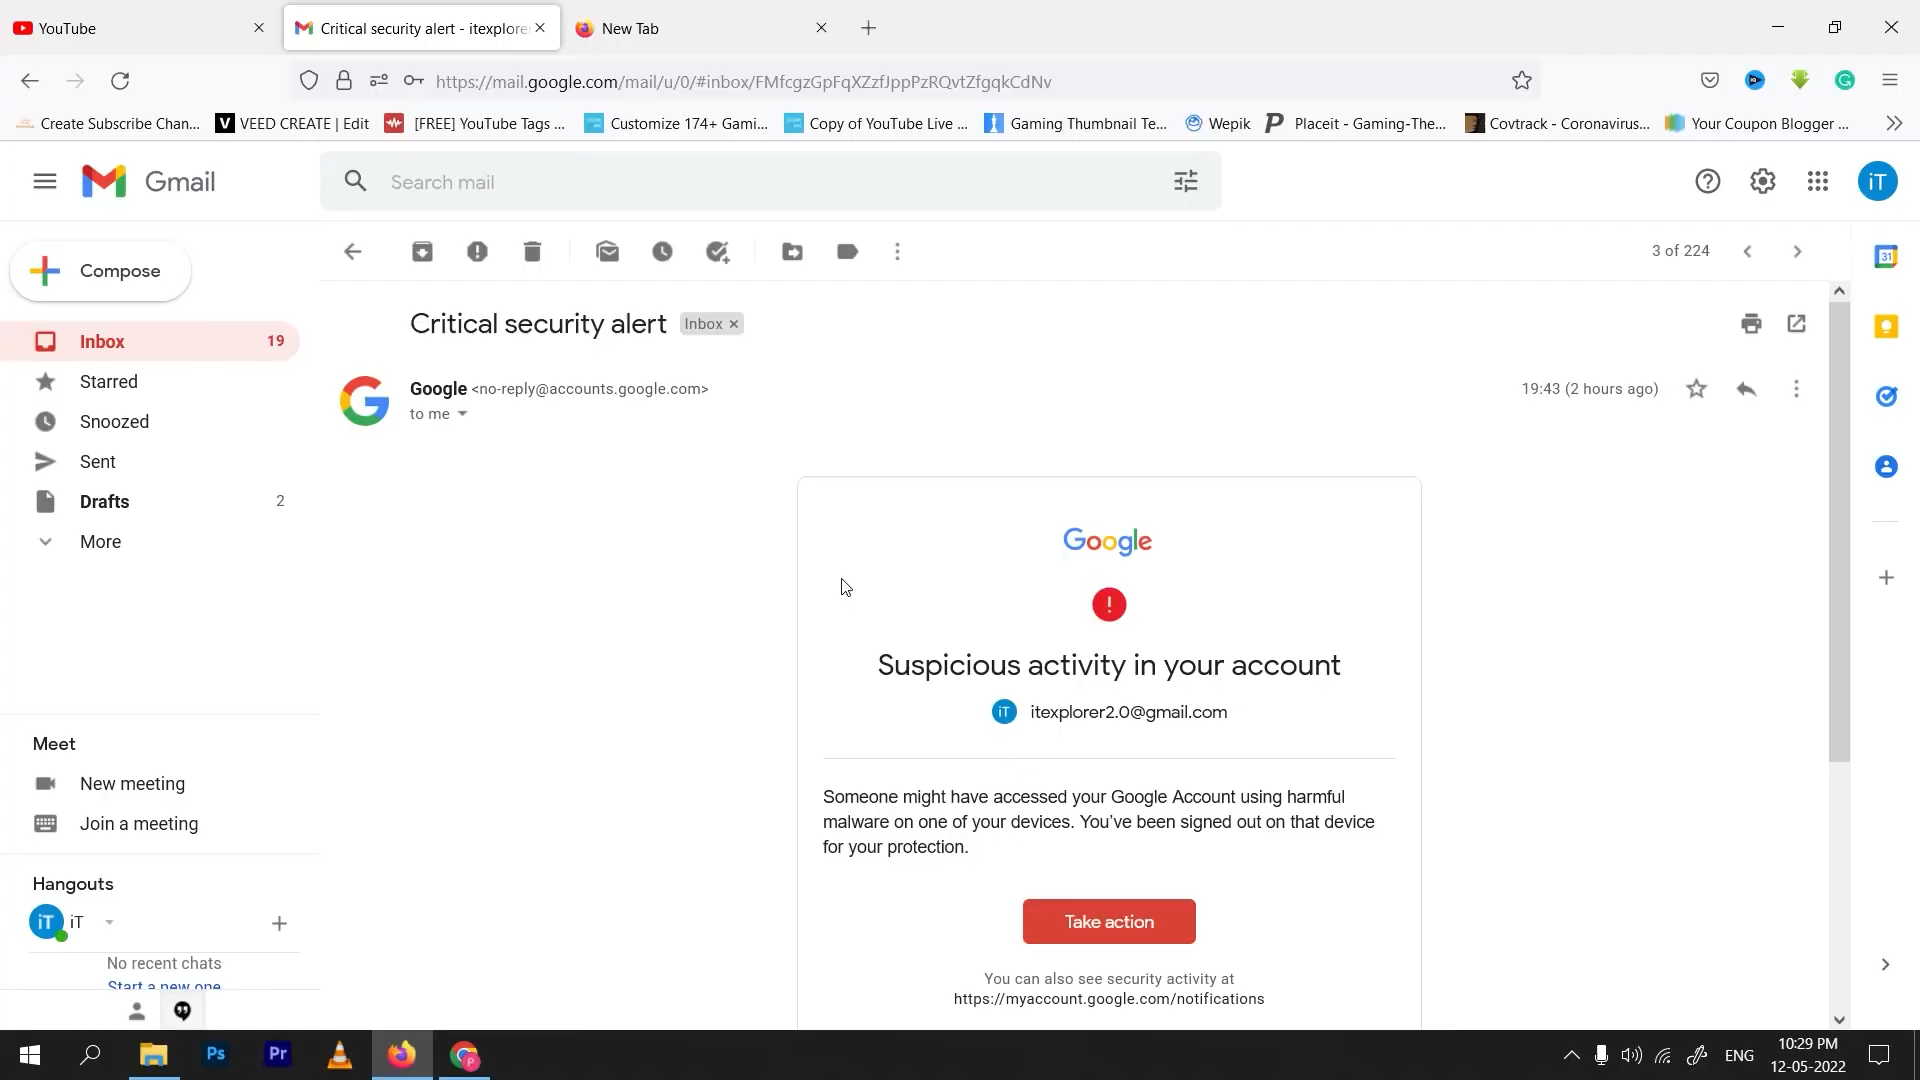 YouTube
Critical security alert - itexplore
New Tab
https://mail.google.com/mail/u/0/#inbox/FMfcgzGpFqXZzfJppPzRQvtZfgqkCdNv
Create Subscribe Chan...
VEED CREATE | Edit
[FREE] YouTube Tags ...
Customize 174+ Gami...
Copy of YouTube Live ...
Gaming Thumbnail Te...
Wepik
Placeit - Gaming-The...
Covtrack - Coronavirus...
Your Coupon Blogger ...
Gmail
Search mail
iT
Compose
3 of 224
31
Inbox 19
Starred
Snoozed
Sent
Drafts 2
More
Critical security alert
Inbox
Google <no-reply@accounts.google.com>
19:43 (2 hours ago)
to me
Google
!
Suspicious activity in your account
iT itexplorer2.0@gmail.com
Someone might have accessed your Google Account using harmful
malware on one of your devices. You've been signed out on that device
for your protection.
Take action
You can also see security activity at
https://myaccount.google.com/notifications
Meet
New meeting
Join a meeting
Hangouts
iT iT
No recent chats
Start a new one
Ps
Pr
P
ENG
10:29 PM
12-05-2022